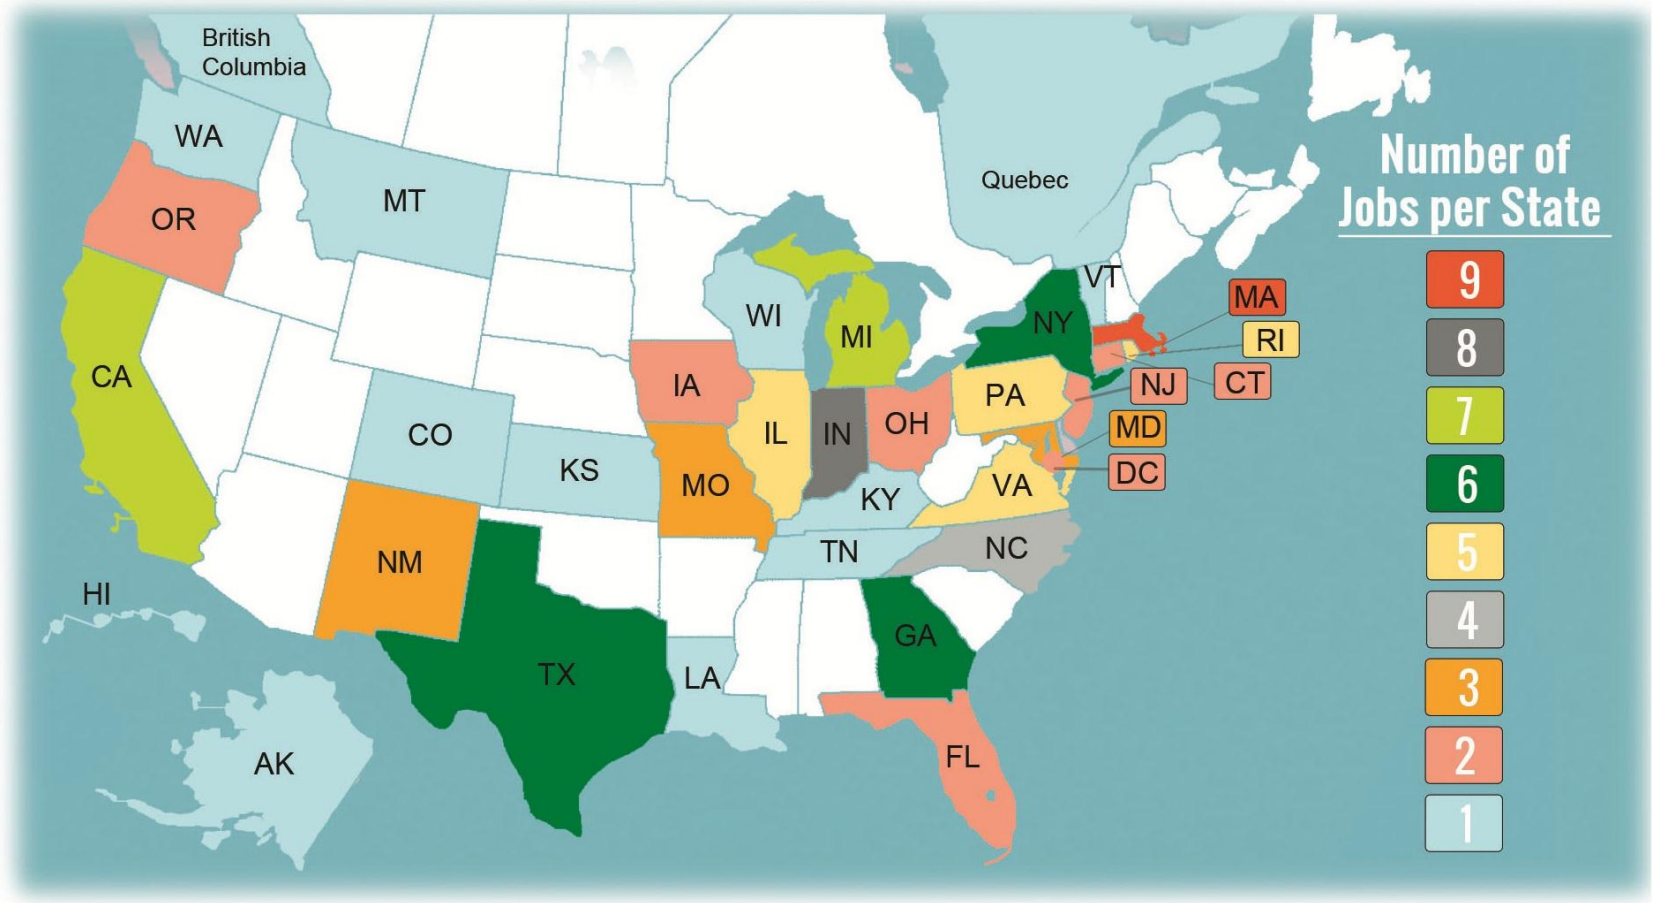 British
Columbia
WA
MT
OR
Quebec
VT
MA
WI
NY
RI
MI
CA
IA
PA
NJ
CT
OH
IL
IN
MD
CO
KS
MO
VA
DC
KY
NM
TN
NC
HI
GA
TX
LA
AK
FL
Number of
Jobs per State
9
8
7
6
5
4
3
2
1